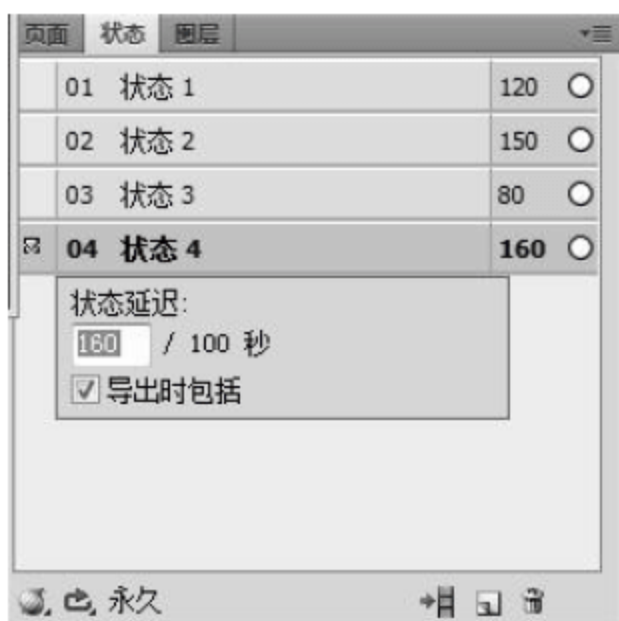 页面 状态 图层
01 状态 1 120
02 状态 2 150
03 状态 3 80
04 状态 4 160
状态延迟:
160 / 100 秒
导出时包括
永久